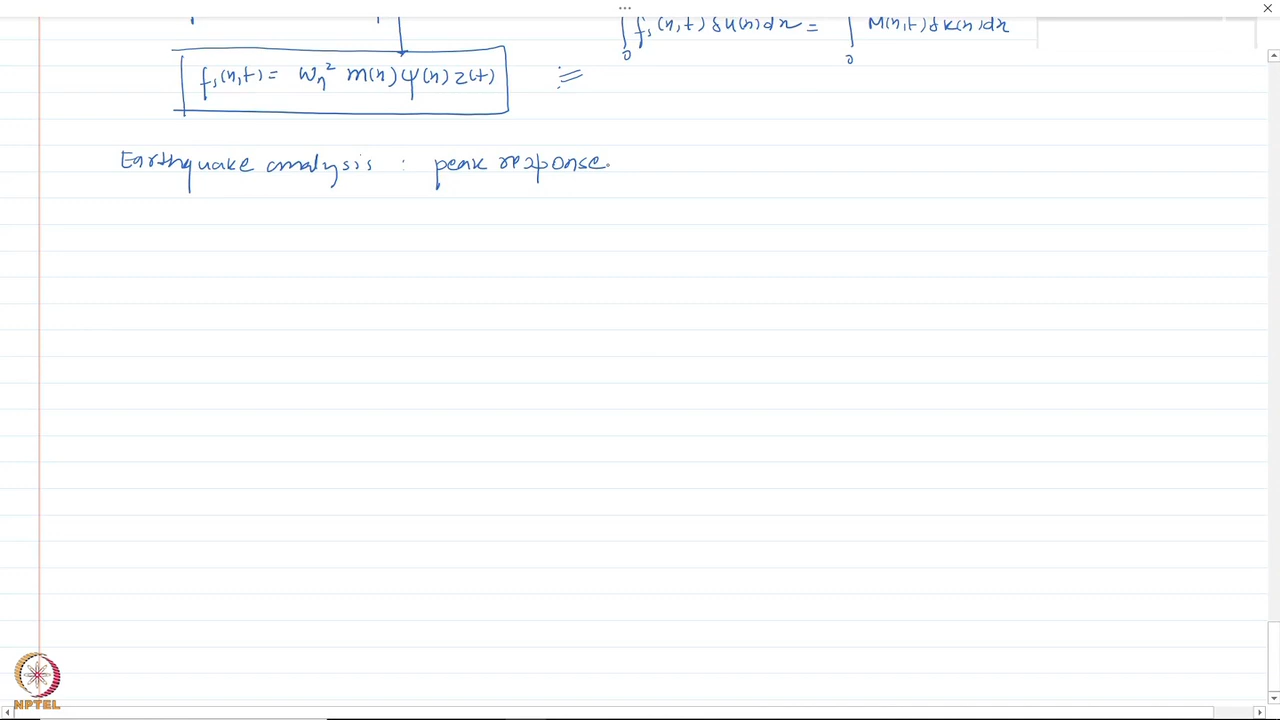 ∫₀ fₛ(x,t) δu(x)dx = ∫₀ M(x,t) δκ(x)dx
fₛ(x,t) = ωₙ² m(x) ψ(x) z(t)
Earthquake analysis : peak response
NPTEL